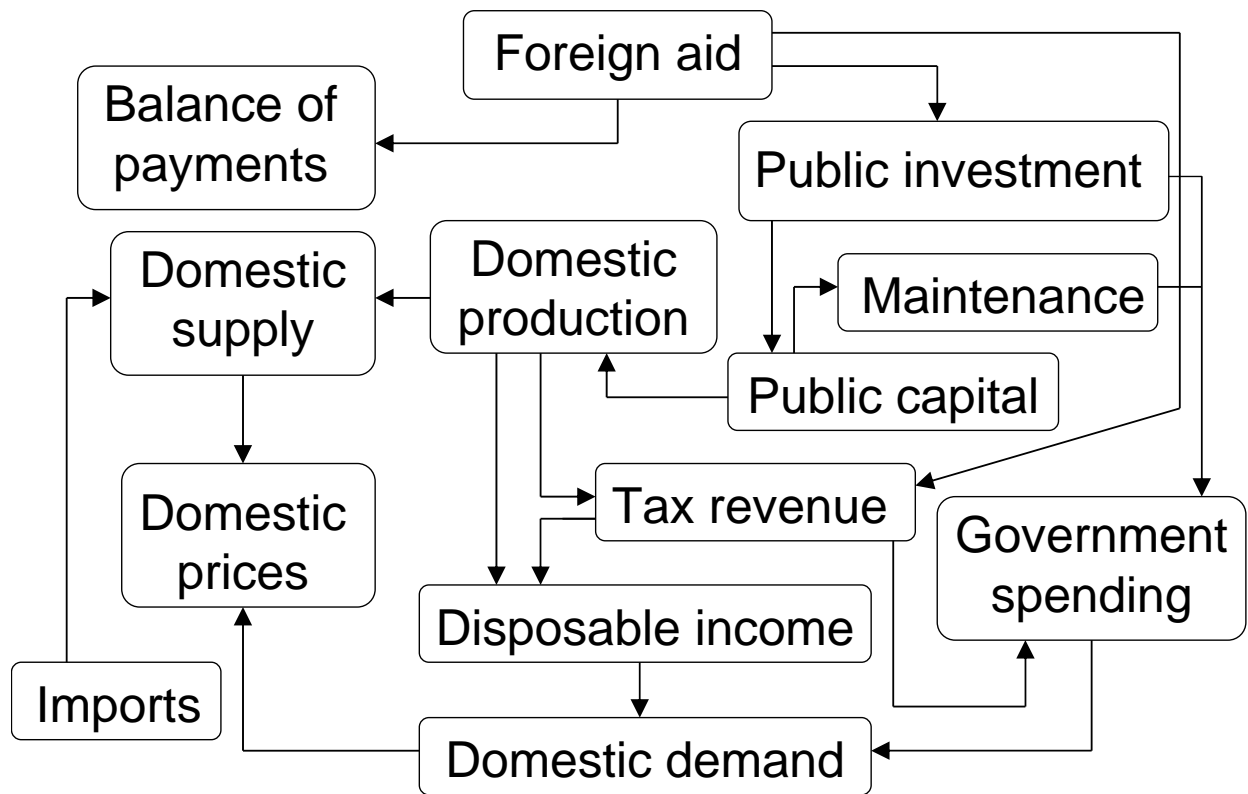 Foreign aid
Balance of
payments
Public investment
Domestic
production
Domestic
supply
Maintenance
Public capital
Tax revenue
Domestic
prices
Government
spending
Disposable income
Imports
Domestic demand